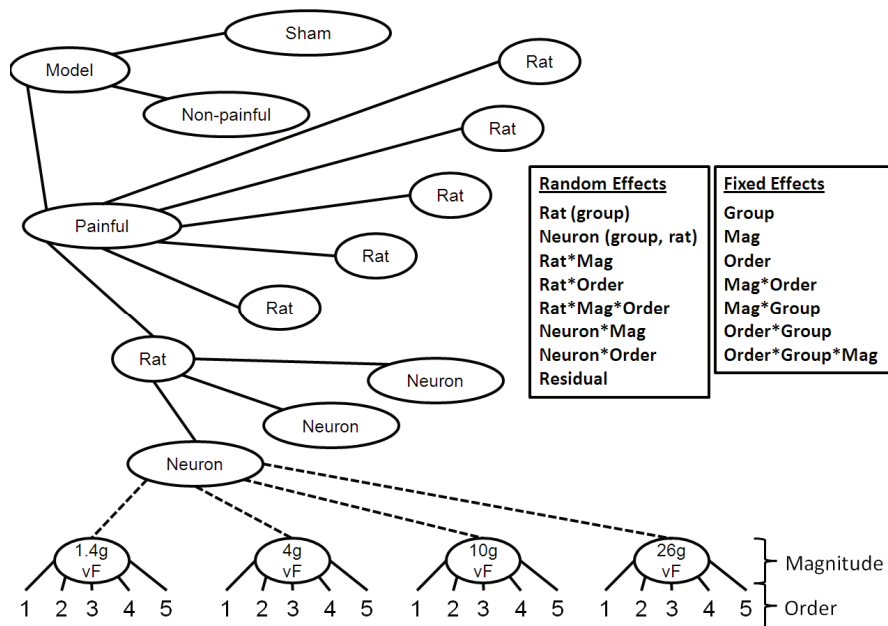 Sham
Model
Rat
Non-painful
Rat
Rat
Painful
Rat
Rat
Rat
Neuron
Neuron
Neuron
Random Effects
Rat (group)
Neuron (group, rat)
Rat*Mag
Rat*Order
Rat*Mag*Order
Neuron*Mag
Neuron*Order
Residual
Fixed Effects
Group
Mag
Order
Mag*Order
Mag*Group
Order*Group
Order*Group*Mag
1.4g
vF
4g
vF
10g
vF
26g
vF
Magnitude
1 2 3 4 5 1 2 3 4 5 1 2 3 4 5 1 2 3 4 5 Order